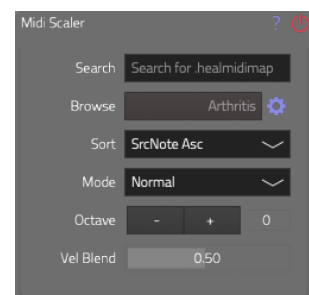 Midi Scaler ?
Search Search for .healmidimap
Browse Arthritis
Sort SrcNote Asc
Mode Normal
Octave - + 0
Vel Blend 0.50